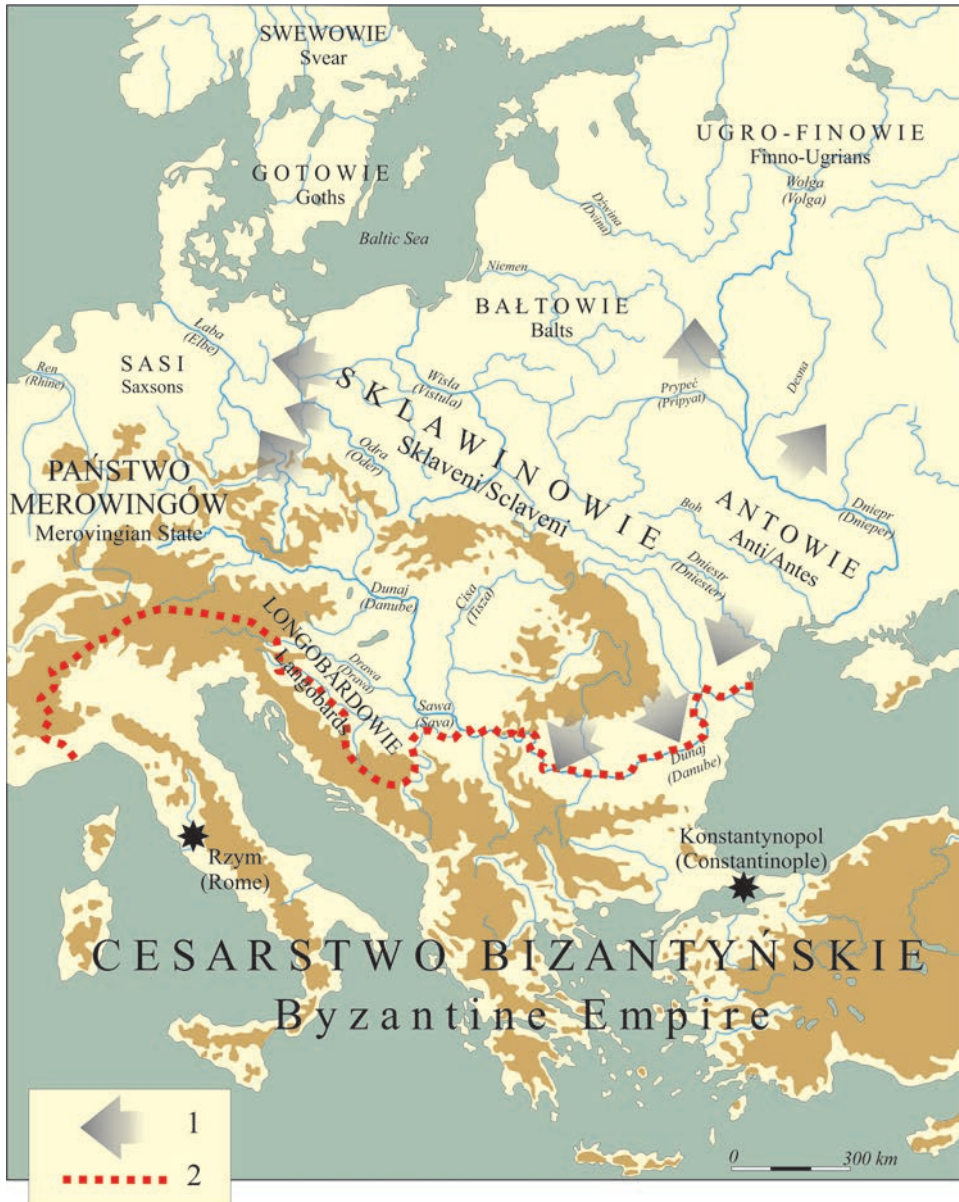 SWEWOWIE
Svear
GOTOWIE
Goths
Baltic Sea
UGRO-FINOWIE
Finno-Ugrians
Wołga
(Volga)
Dźwina
(Dvina)
Niemen
BAŁTOWIE
Balts
Łaba
(Elbe)
Ren
(Rhine)
SASI
Saxsons
Wisła
(Vistula)
Prypeć
(Pripyat)
Desna
SKLAWINOWIE
Sklaveni/Sclaveni
Odra
(Oder)
PAŃSTWO
MEROWINGÓW
Merovingian State
Boh
ANTOWIE
Anti/Antes
Dniepr
(Dnieper)
Dniestr
(Dniester)
Dunaj
(Danube)
Cisa
(Tisza)
LONGOBARDOWIE
Langobards
Drawa
(Drava)
Sawa
(Sava)
Dunaj
(Danube)
Rzym
(Rome)
Konstantynopol
(Constantinople)
CESARSTWO BIZANTYŃSKIE
Byzantine Empire
1
2
0 300 km